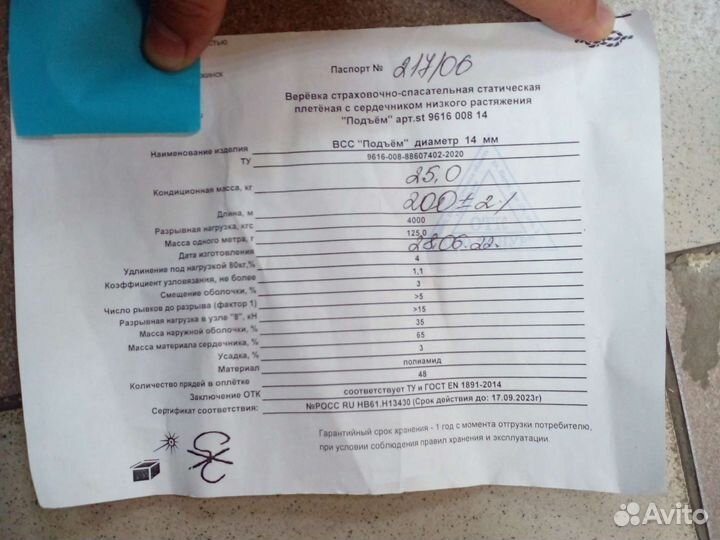 СТЬЮ
Паспорт № 217/06
Верёвка страховочно-спасательная статическая
плетёная с сердечником низкого растяжения
"Подъём" арт.st 9616 008 14
Наименование изделия ВСС "Подъём" диаметр 14 мм
ТУ 9616-008-88607402-2020
Кондиционная масса, кг 25,0
Длина, м 200 ± 2%
Разрывная нагрузка, кгс 4000
Масса одного метра, г 125,0
Дата изготовления 28.06.22.
Удлинение под нагрузкой 80кг,% 4
Коэффициент узловязания, не более 1,1
Смещение оболочки, % 3
Число рывков до разрыва (фактор 1) >5
Разрывная нагрузка в узле "8", кН >15
Масса наружной оболочки, % 35
Масса материала сердечника, % 65
Усадка, % 3
Материал полиамид
Количество прядей в оплётке 48
Заключение ОТК соответствует ТУ и ГОСТ EN 1891-2014
Сертификат соответствия: №РОСС RU НВ61.Н13430 (Срок действия до: 17.09.2023г)
Гарантийный срок хранения - 1 год с момента отгрузки потребителю,
при условии соблюдения правил хранения и эксплуатации.
Avito